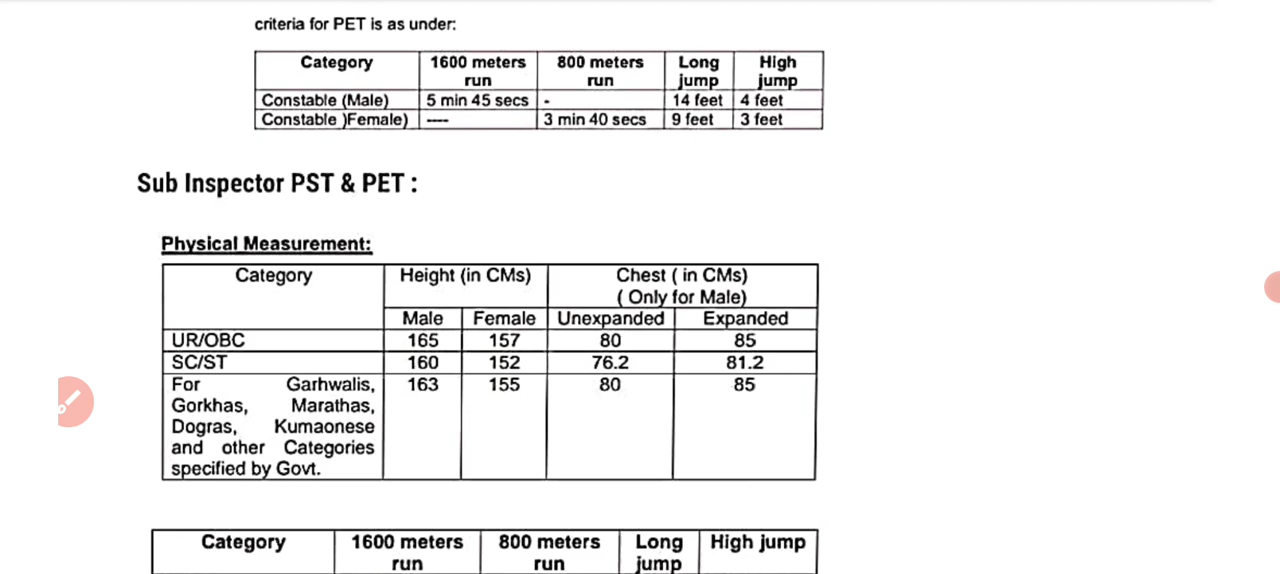 criteria for PET is as under:
Category 1600 meters run 800 meters run Long jump High jump
Constable (Male) 5 min 45 secs - 14 feet 4 feet
Constable )Female) ---- 3 min 40 secs 9 feet 3 feet
Sub Inspector PST & PET :
Physical Measurement:
Category Height (in CMs) Chest ( in CMs)
( Only for Male)
Male Female Unexpanded Expanded
UR/OBC 165 157 80 85
SC/ST 160 152 76.2 81.2
For Garhwalis, 163 155 80 85
Gorkhas, Marathas,
Dogras, Kumaonese
and other Categories
specified by Govt.
Category 1600 meters run 800 meters run Long jump High jump